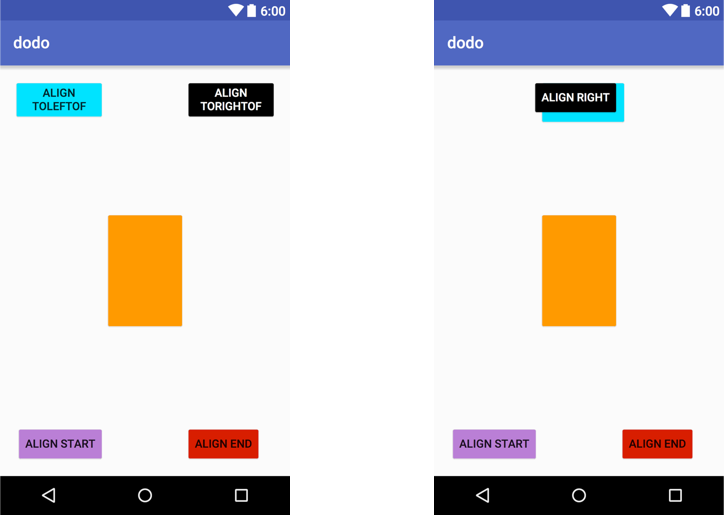 6:00
dodo
ALIGN
TOLEFTOF
ALIGN
TORIGHTOF
ALIGN START
ALIGN END
6:00
dodo
ALIGN RIGHT
ALIGN START
ALIGN END